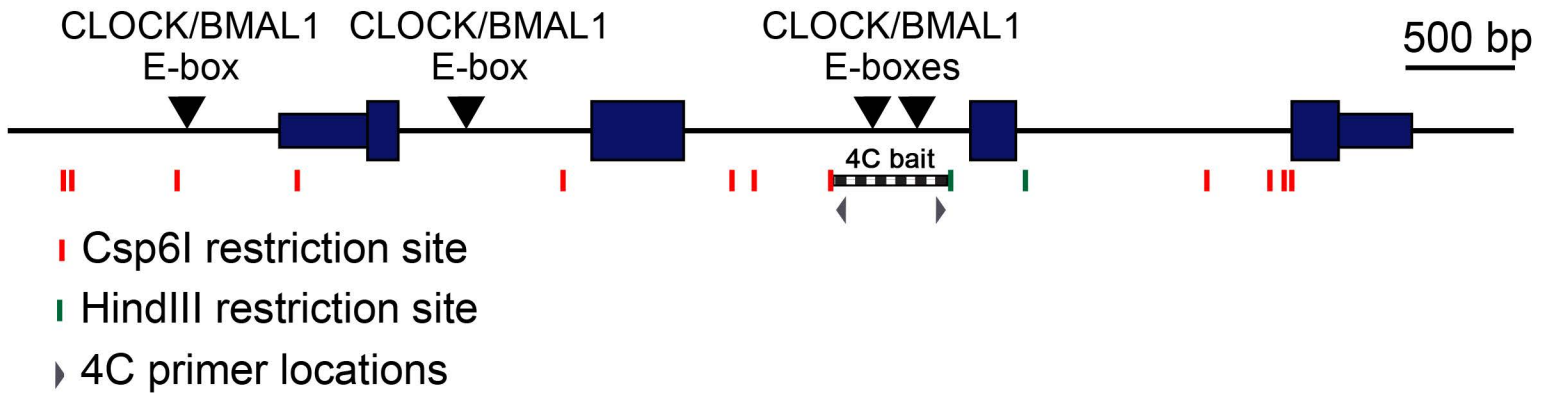 CLOCK/BMAL1 CLOCK/BMAL1 CLOCK/BMAL1
E-box E-box E-boxes
500 bp
4C bait
Csp6I restriction site
HindIII restriction site
4C primer locations